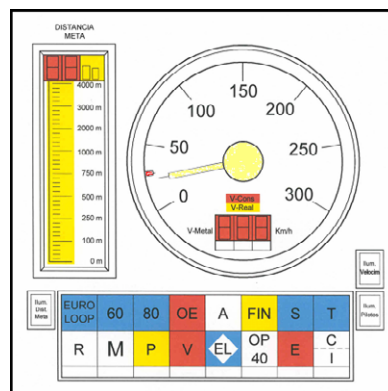 DISTANCIA
META
4000 m
3000 m
2000 m
1000 m
750 m
500 m
250 m
100 m
0 m
0
50
100
150
200
250
300
V-Cons
V-Real
V-Meta
Km/h
Ilum.
Velocim
Ilum.
Dist.
Meta
Ilum.
Pilotos
EURO
LOOP
60
80
OE
A
FIN
S
T
R
M
P
V
EL
OP
40
E
C
I